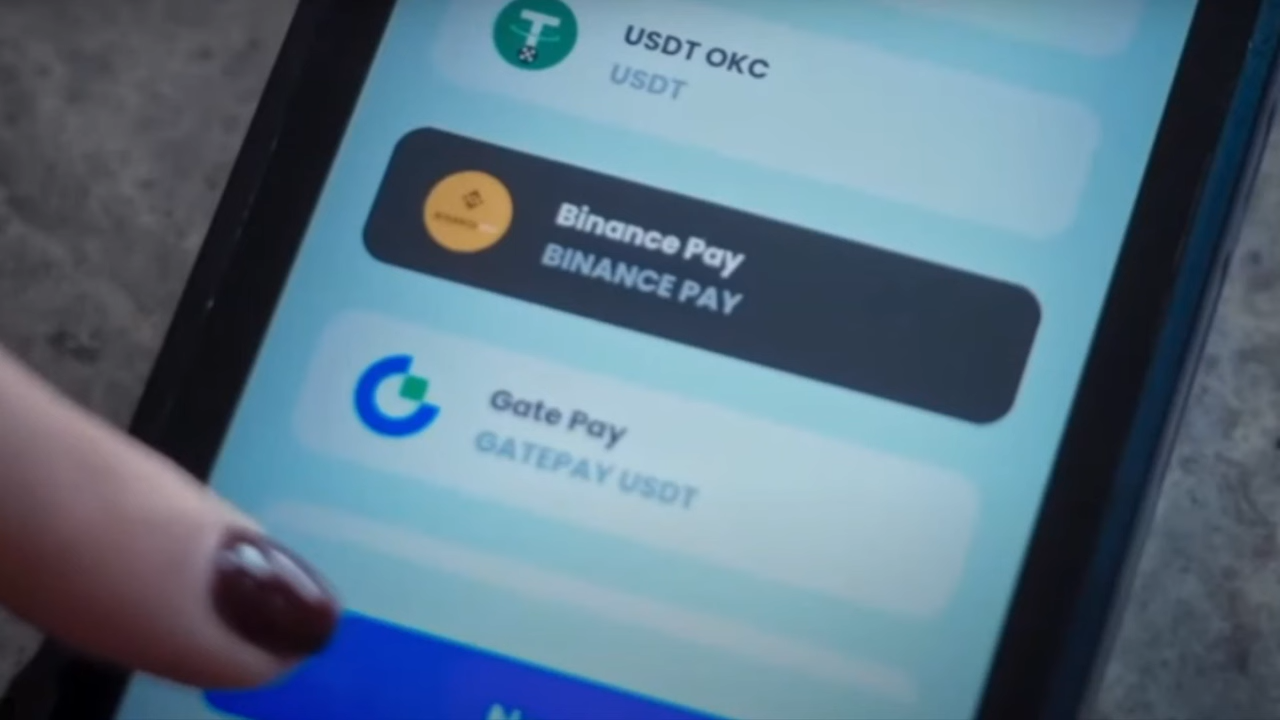 USDT OKC
USDT
Binance Pay
BINANCE PAY
Gate Pay
GATEPAY USDT